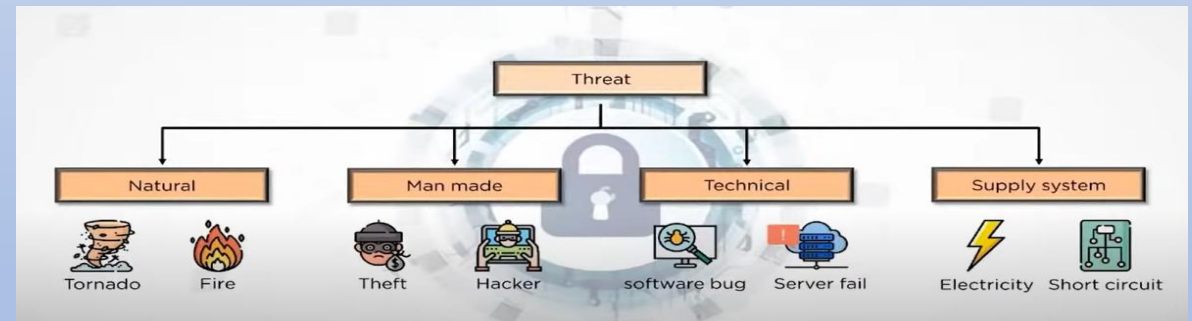 Threat
Natural
Man made
Technical
Supply system
Tornado
Fire
Theft
Hacker
software bug
Server fail
Electricity
Short circuit